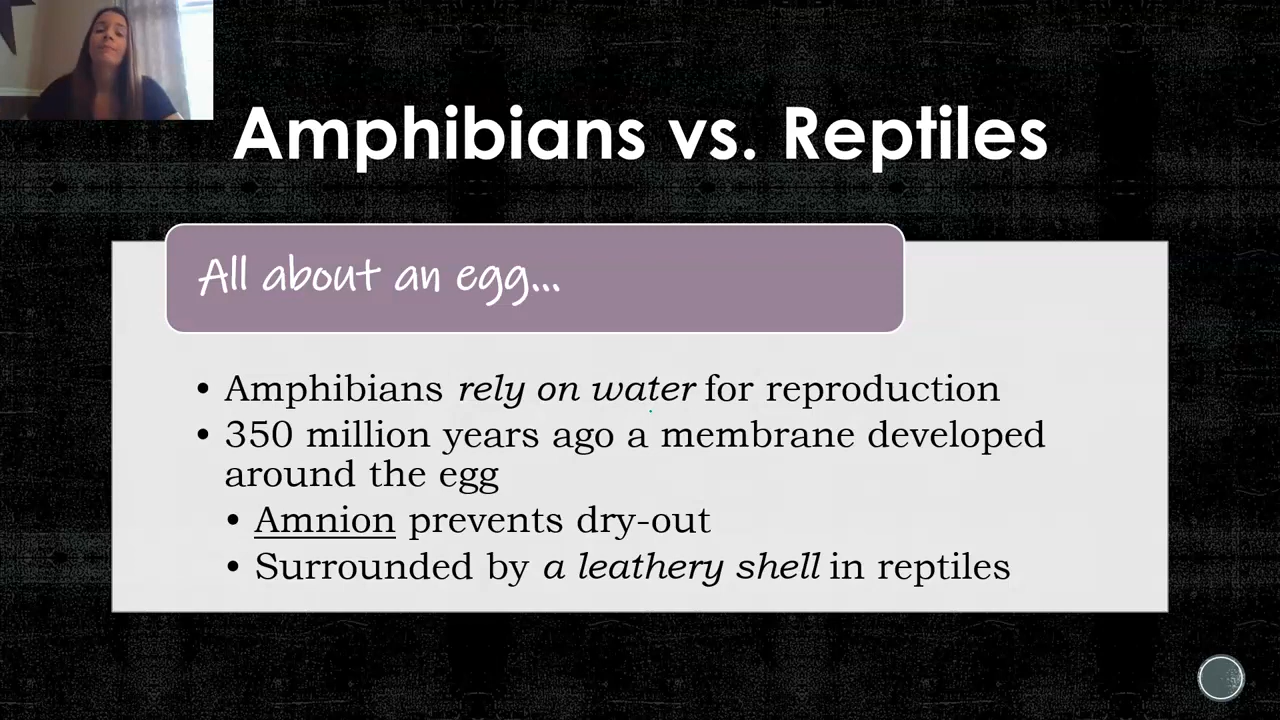 Amphibians vs. Reptiles
All about an egg...
• Amphibians rely on water for reproduction
• 350 million years ago a membrane developed
around the egg
• Amnion prevents dry-out
• Surrounded by a leathery shell in reptiles